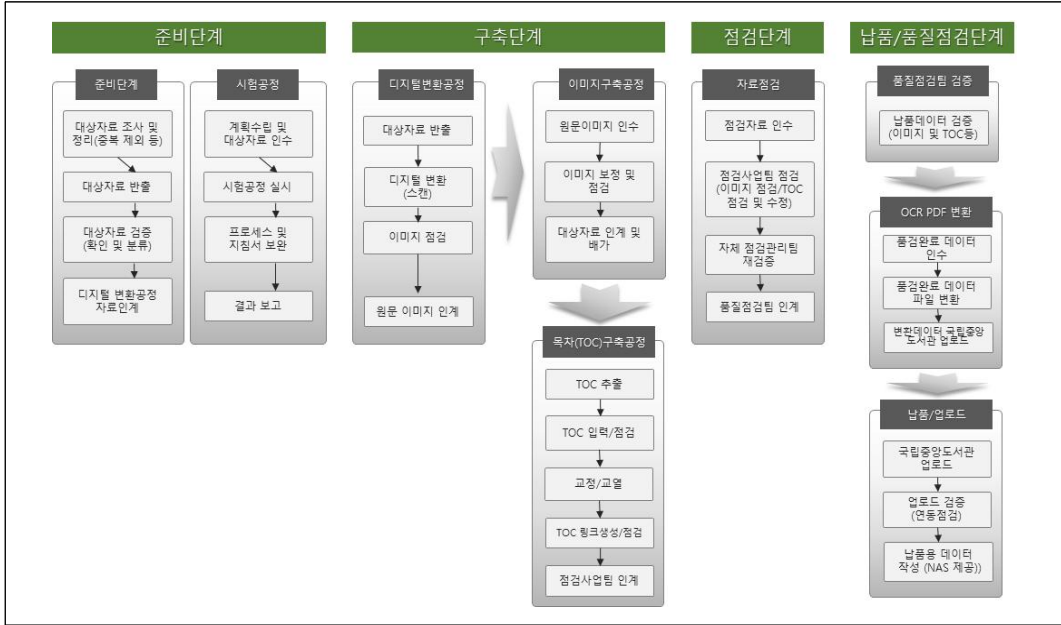 준비단계
준비단계
대상자료 조사 및
정리(중복 제외 등)
대상자료 반출
대상자료 검증
(확인 및 분류)
디지털 변환공정
자료인계
시험공정
계획수립 및
대상자료 인수
시험공정 실시
프로세스 및
지침서 보완
결과 보고
구축단계
디지털변환공정
대상자료 반출
디지털 변환
(스캔)
이미지 점검
원문 이미지 인계
이미지구축공정
원문이미지 인수
이미지 보정 및
점검
대상자료 인계 및
배가
목차(TOC)구축공정
TOC 추출
TOC 입력/점검
교정/교열
TOC 링크생성/점검
점검사업팀 인계
점검단계
자료점검
점검자료 인수
점검사업팀 점검
(이미지 점검/TOC
점검 및 수정)
자체 점검관리팀
재검증
품질점검팀 인계
납품/품질점검단계
품질점검팀 검증
납품데이터 검증
(이미지 및 TOC등)
OCR PDF 변환
품검완료 데이터
인수
품검완료 데이터
파일 변환
변환데이터 국립중앙
도서관 업로드
납품/업로드
국립중앙도서관
업로드
업로드 검증
(연동점검)
납품용 데이터
작성 (NAS 제공))